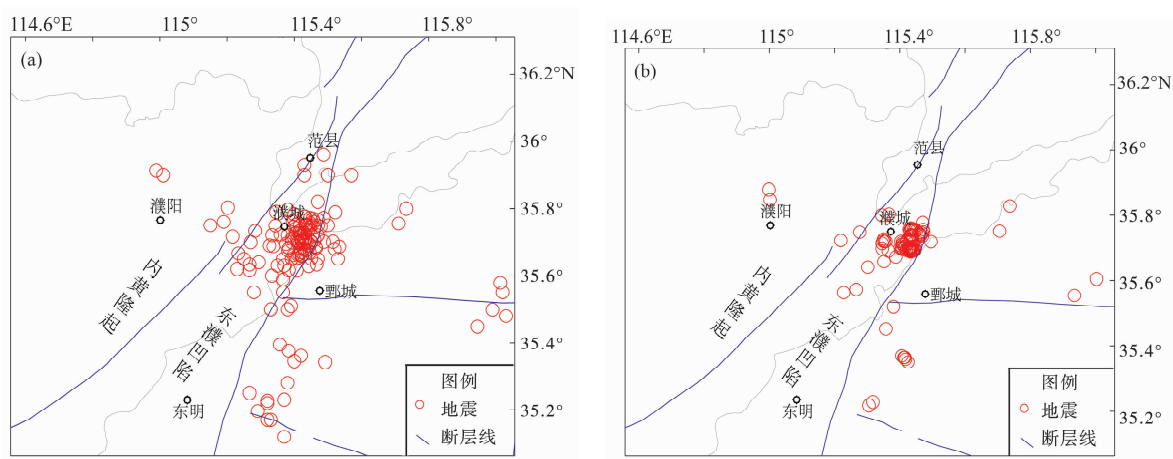 114.6°E 115° 115.4° 115.8°
(a)
36.2°N
36°
35.8°
35.6°
35.4°
35.2°
范县
濮阳
濮城
鄄城
内黄隆起
东濮凹陷
东明
图例
地震
断层线
114.6°E 115° 115.4° 115.8°
(b)
36.2°N
36°
35.8°
35.6°
35.4°
35.2°
范县
濮阳
濮城
鄄城
内黄隆起
东濮凹陷
东明
图例
地震
断层线